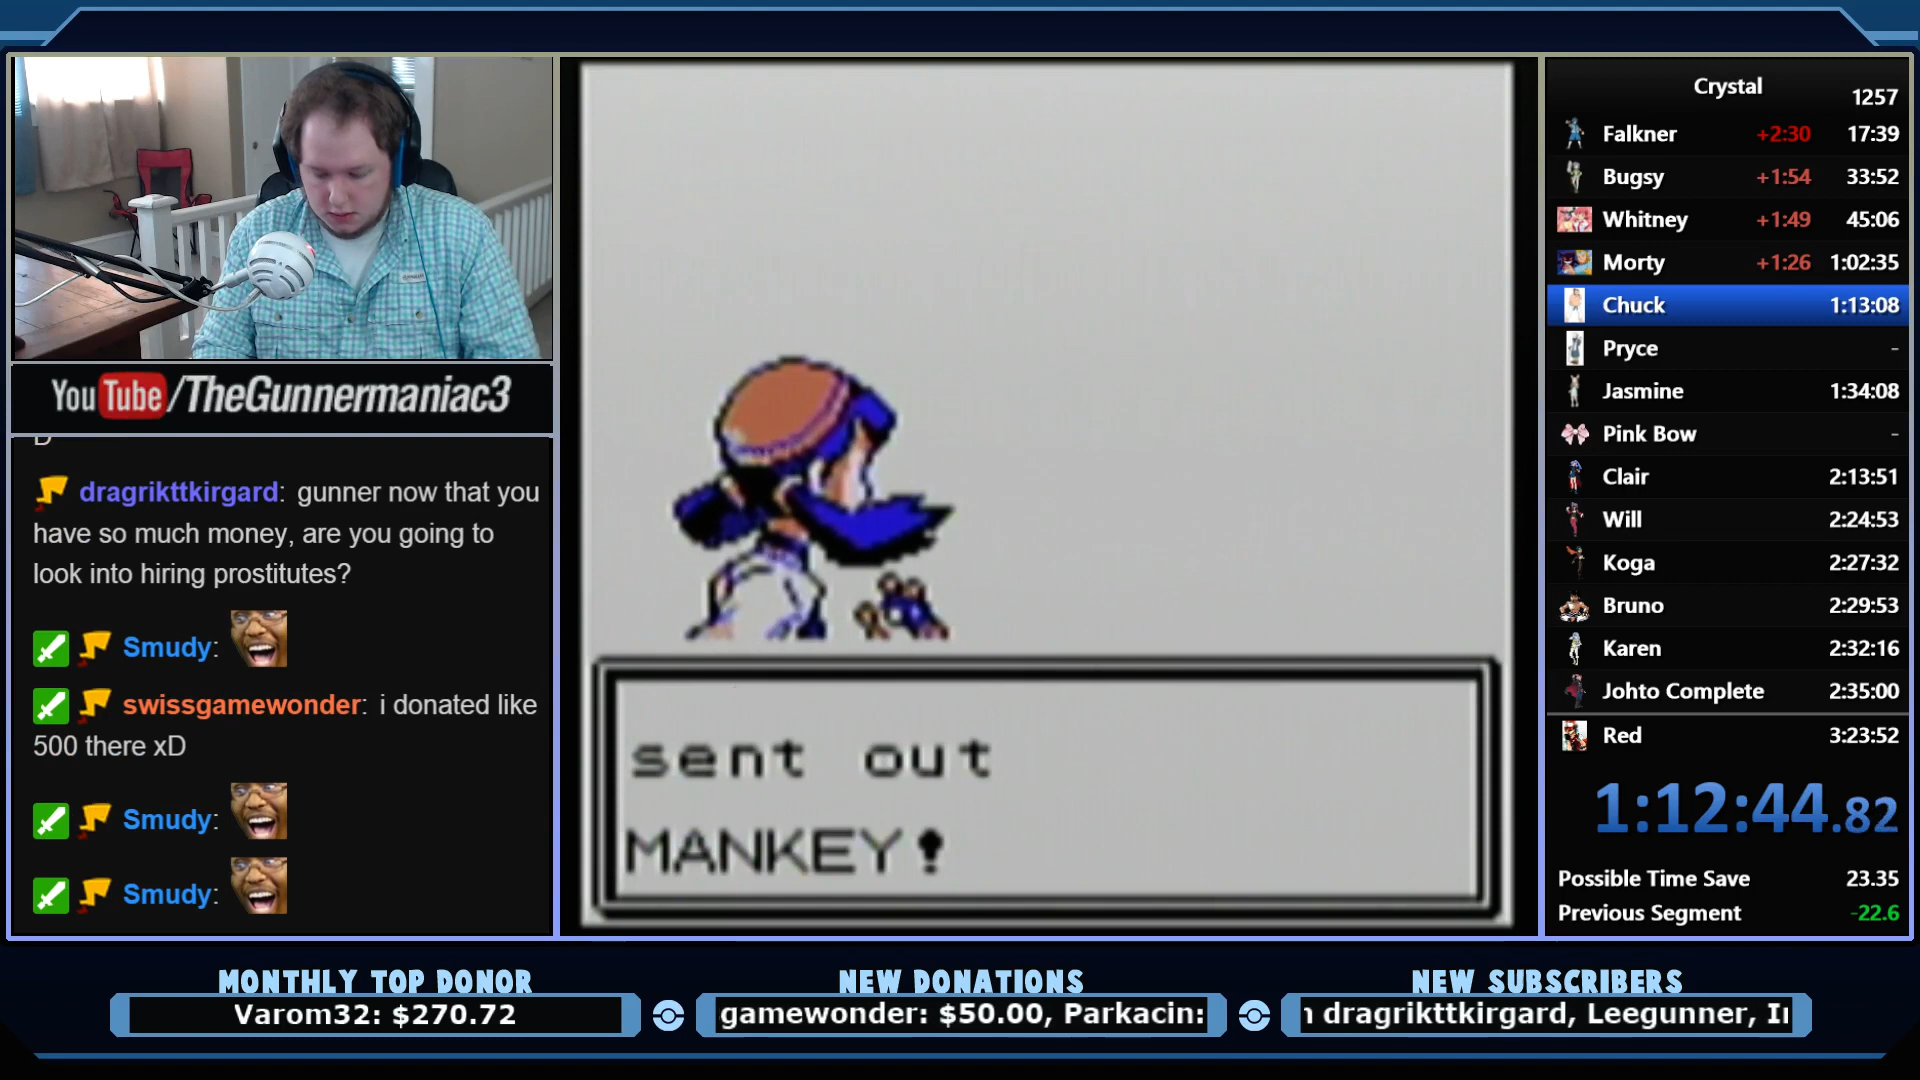 YouTube/TheGunnermaniac3
D
dragrikttkirgard: gunner now that you
have so much money, are you going to
look into hiring prostitutes?
Smudy:
swissgamewonder: i donated like
500 there xD
Smudy:
Smudy:
sent out
MANKEY!
Crystal
1257
Falkner +2:30 17:39
Bugsy +1:54 33:52
Whitney +1:49 45:06
Morty +1:26 1:02:35
Chuck 1:13:08
Pryce -
Jasmine 1:34:08
Pink Bow -
Clair 2:13:51
Will 2:24:53
Koga 2:27:32
Bruno 2:29:53
Karen 2:32:16
Johto Complete 2:35:00
Red 3:23:52
1:12:44.82
Possible Time Save 23.35
Previous Segment -22.6
MONTHLY TOP DONOR
Varom32: $270.72
NEW DONATIONS
gamewonder: $50.00, Parkacin:
NEW SUBSCRIBERS
dragrikttkirgard, Leegunner,